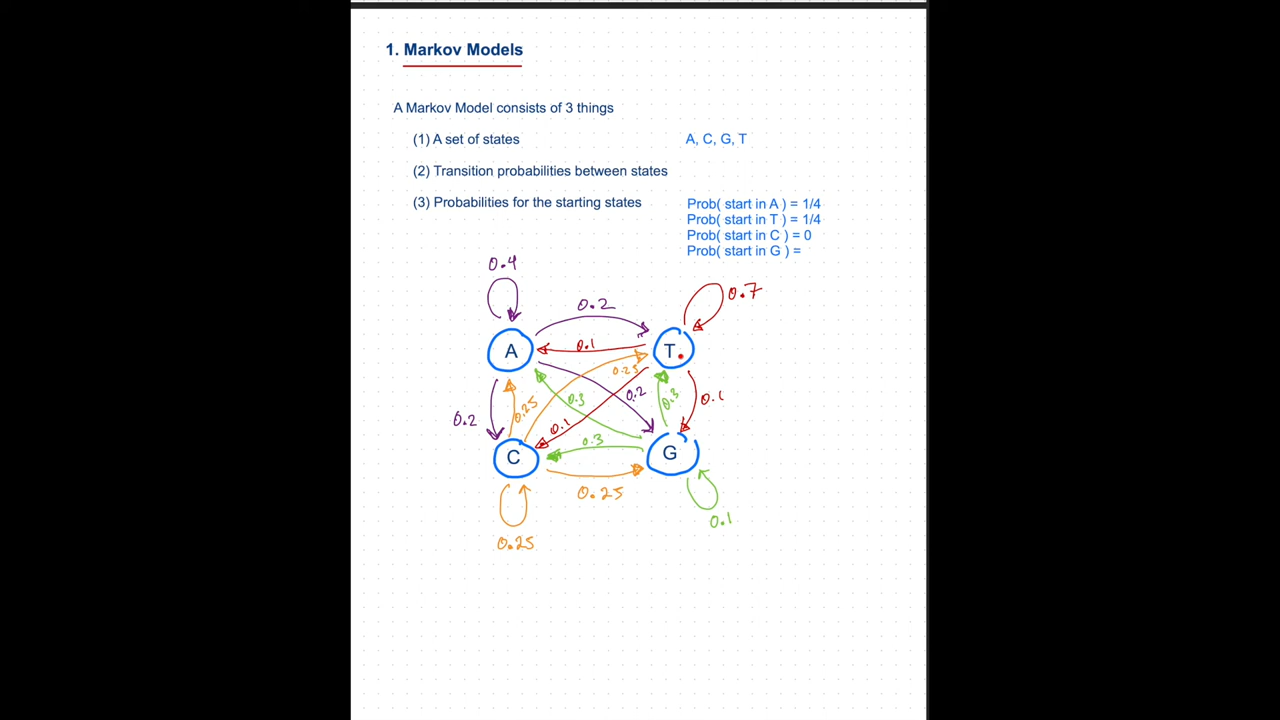 1. Markov Models
A Markov Model consists of 3 things
(1) A set of states
A, C, G, T
(2) Transition probabilities between states
(3) Probabilities for the starting states
Prob( start in A ) = 1/4
Prob( start in T ) = 1/4
Prob( start in C ) = 0
Prob( start in G ) =
0.4
0.2
0.7
A
0.1
T
0.25
0.2
0.25
0.3
0.2
0.3
0.1
0.1
0.3
C
G
0.25
0.1
0.25